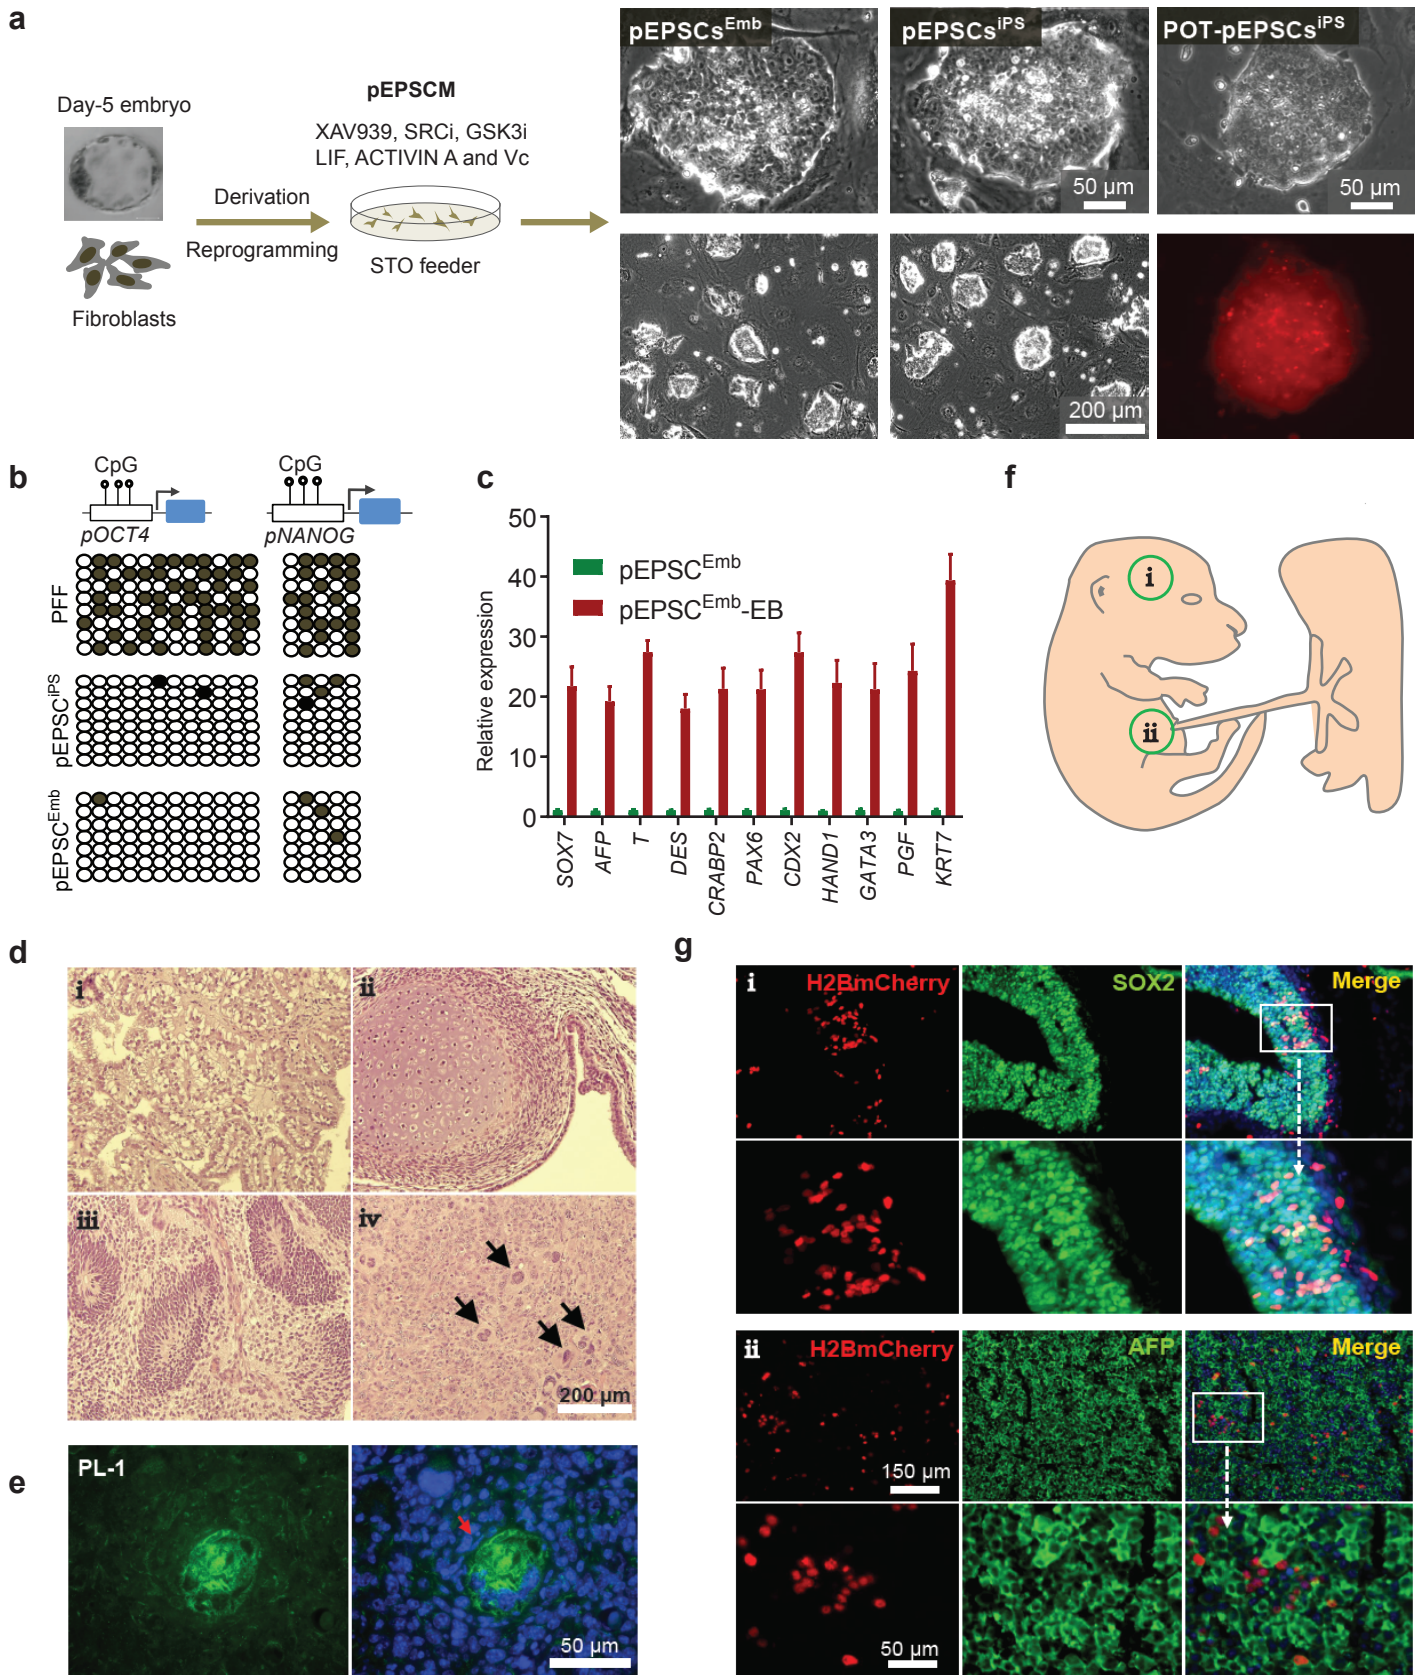 a
Day-5 embryo
Fibroblasts
Derivation
Reprogramming
pEPSCM
XAV939, SRCi, GSK3i
LIF, ACTIVIN A and Vc
STO feeder
pEPSCsEmb
pEPSCsiPS
50 µm
POT-pEPSCsiPS
50 µm
200 µm
b
CpG
pOCT4
CpG
pNANOG
PFF
pEPSCiPS
pEPSCEmb
c
Relative expression
50
40
30
20
10
0
pEPSCEmb
pEPSCEmb-EB
SOX7
AFP
T
DES
CRABP2
PAX6
CDX2
HAND1
GATA3
PGF
KRT7
f
i
ii
d
i
ii
iii
iv
200 µm
e
PL-1
50 µm
g
i
H2BmCherry
SOX2
Merge
ii
H2BmCherry
AFP
Merge
150 µm
50 µm